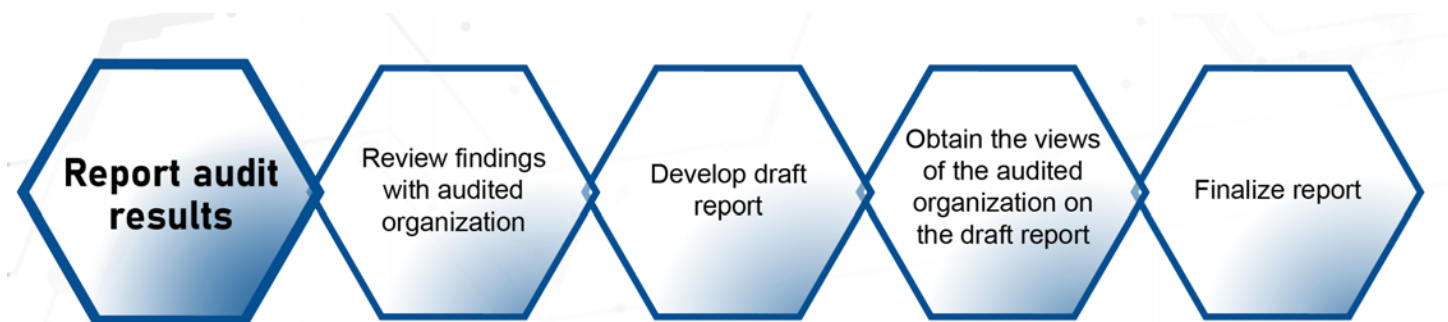 Report audit
results
Review findings
with audited
organization
Develop draft
report
Obtain the views
of the audited
organization on
the draft report
Finalize report